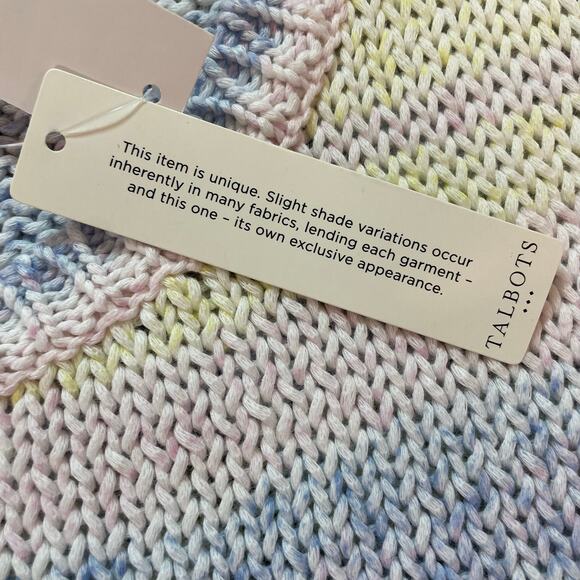 This item is unique. Slight shade variations occur
inherently in many fabrics, lending each garment –
and this one – its own exclusive appearance.
TALBOTS